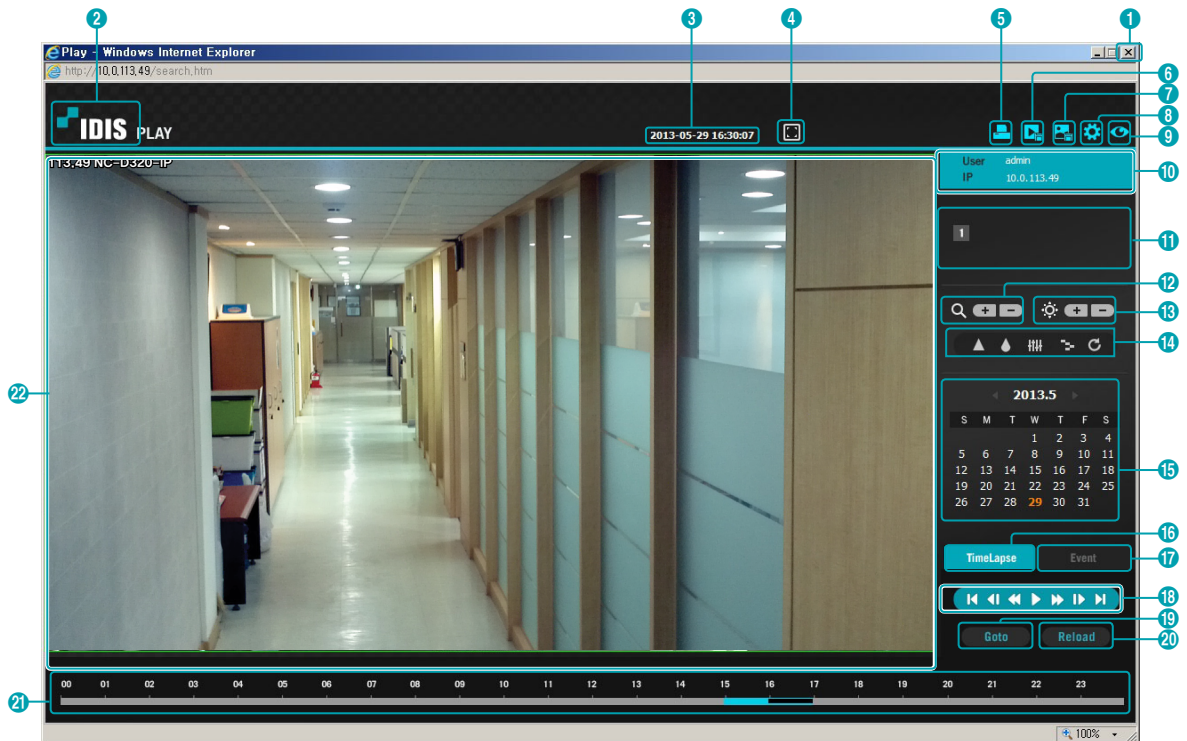 2 3 4 5 1
Play - Windows Internet Explorer
http://10,0,113,49/search,htm
6
7
8
9
IDIS PLAY
2013-05-29 16:30:07
113,49 NC-D320-IP
User admin
IP 10.0.113.49
10
1
11
12
13
14
2013.5
S M T W T F S
1 2 3 4
5 6 7 8 9 10 11
12 13 14 15 16 17 18
19 20 21 22 23 24 25
26 27 28 29 30 31
15
22
16
TimeLapse Event
17
18
19
Goto Reload
20
00 01 02 03 04 05 06 07 08 09 10 11 12 13 14 15 16 17 18 19 20 21 22 23
21
100%